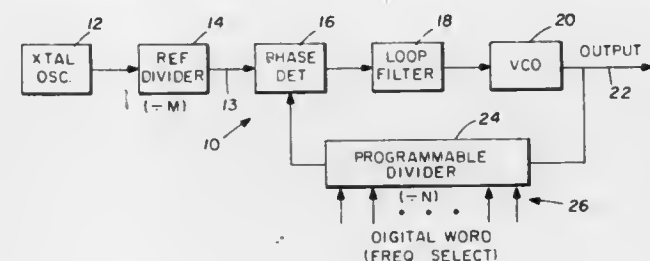 12
14
16
18
20
XTAL
OSC.
REF
DIVIDER
PHASE
DET
LOOP
FILTER
VCO
OUTPUT
22
(÷M)
13
10
24
PROGRAMMABLE
DIVIDER
(÷N)
26
• • •
DIGITAL WORD
(FREQ SELECT)